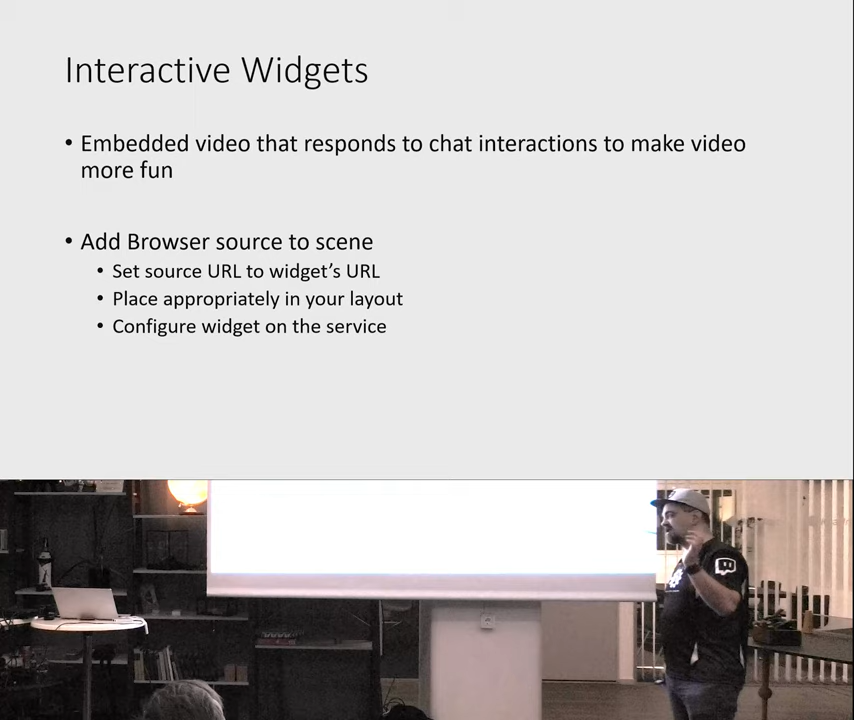 Interactive Widgets
• Embedded video that responds to chat interactions to make video
more fun
• Add Browser source to scene
• Set source URL to widget’s URL
• Place appropriately in your layout
• Configure widget on the service